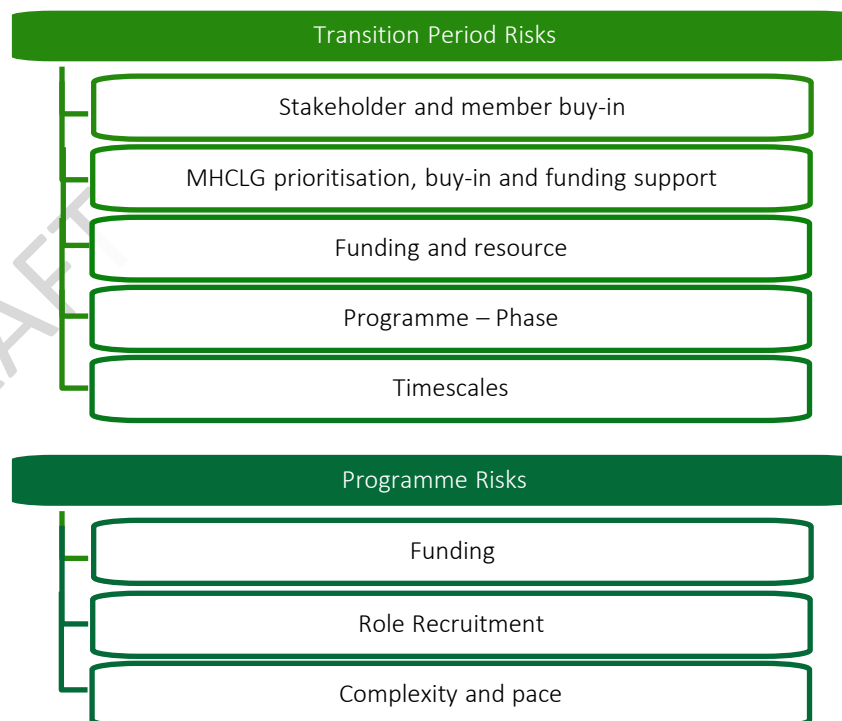 Transition Period Risks
Stakeholder and member buy-in
MHCLG prioritisation, buy-in and funding support
Funding and resource
Programme – Phase
Timescales
Programme Risks
Funding
Role Recruitment
Complexity and pace